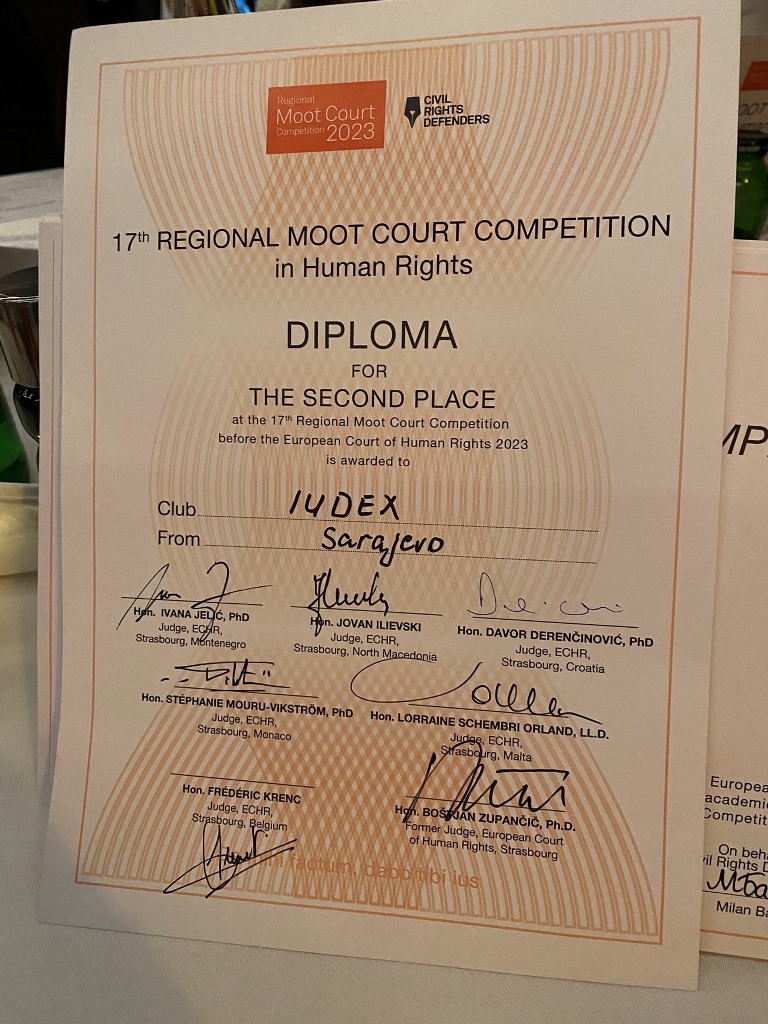 Regional
Moot Court
Competition 2023
CIVIL
RIGHTS
DEFENDERS
17th REGIONAL MOOT COURT COMPETITION
in Human Rights
DIPLOMA
FOR
THE SECOND PLACE
at the 17th Regional Moot Court Competition
before the European Court of Human Rights 2023
is awarded to
Club IUDEX
From Sarajevo
Hon. IVANA JELIĆ, PhD
Judge, ECHR,
Strasbourg, Montenegro
Hon. JOVAN ILIEVSKI
Judge, ECHR,
Strasbourg, North Macedonia
Hon. DAVOR DERENČINOVIĆ, PhD
Judge, ECHR,
Strasbourg, Croatia
Hon. STÉPHANIE MOURU-VIKSTRÖM, PhD
Judge, ECHR,
Strasbourg, Monaco
Hon. LORRAINE SCHEMBRI ORLAND, LL.D.
Judge, ECHR,
Strasbourg, Malta
Hon. FRÉDÉRIC KRENC
Judge, ECHR,
Strasbourg, Belgium
Hon. BOŠTJAN ZUPANČIČ, Ph.D.
Former Judge, European Court
of Human Rights, Strasbourg
factum, dabo tibi ius
MP
Europea
academi
Competit
On beha
vil Rights D
Milan Ba